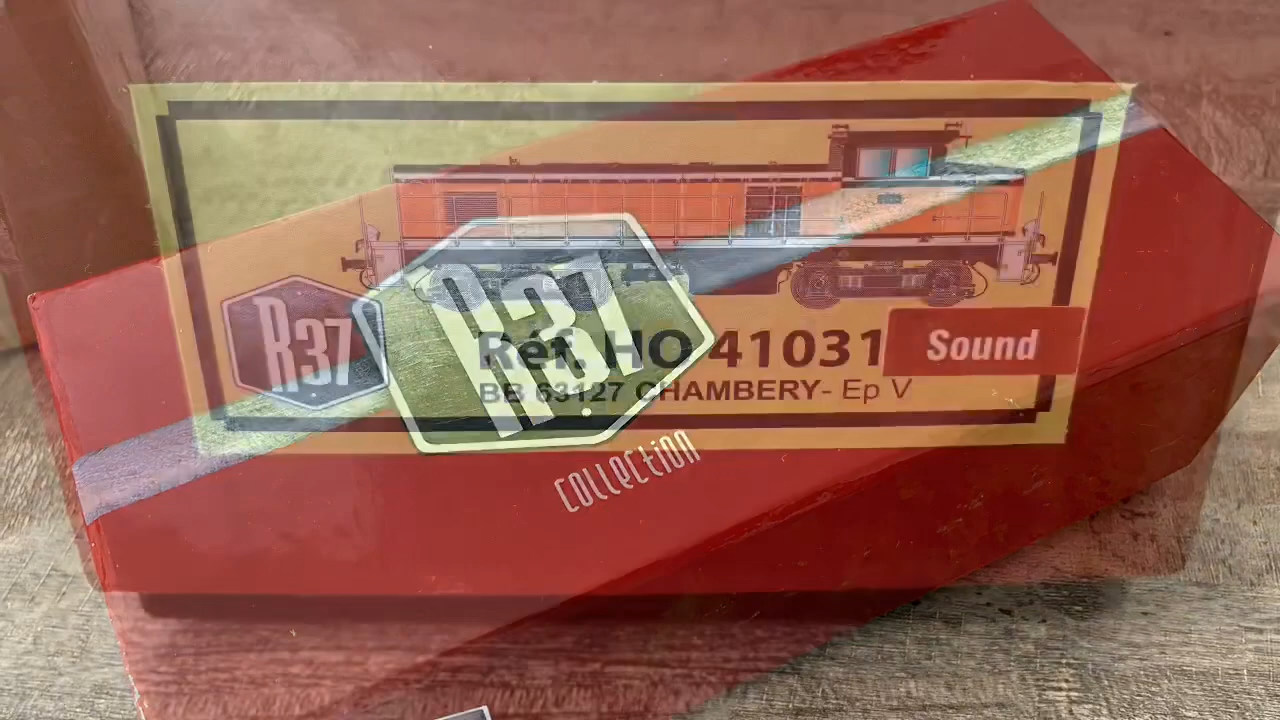 R37
R37
Réf. HO 41031
Sound
BB 63127 CHAMBERY- Ep V
collection